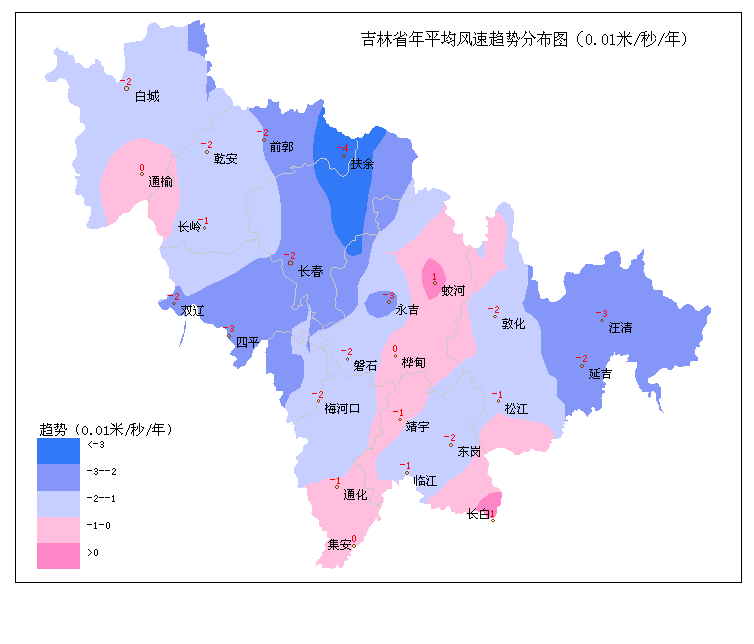 吉林省年平均风速趋势分布图（0.01米/秒/年）
-2
白城
-2
前郭
-2
乾安
-4
扶余
0
通榆
-1
长岭
-2
长春
1
蛟河
-2
双辽
-3
永吉
-2
敦化
-3
汪清
-3
四平
-2
磐石
0
桦甸
-2
延吉
-2
梅河口
-1
松江
-1
靖宇
-2
东岗
-1
临江
-1
通化
长白1
集安0
趋势（0.01米/秒/年）
<-3
-3--2
-2--1
-1-0
>0